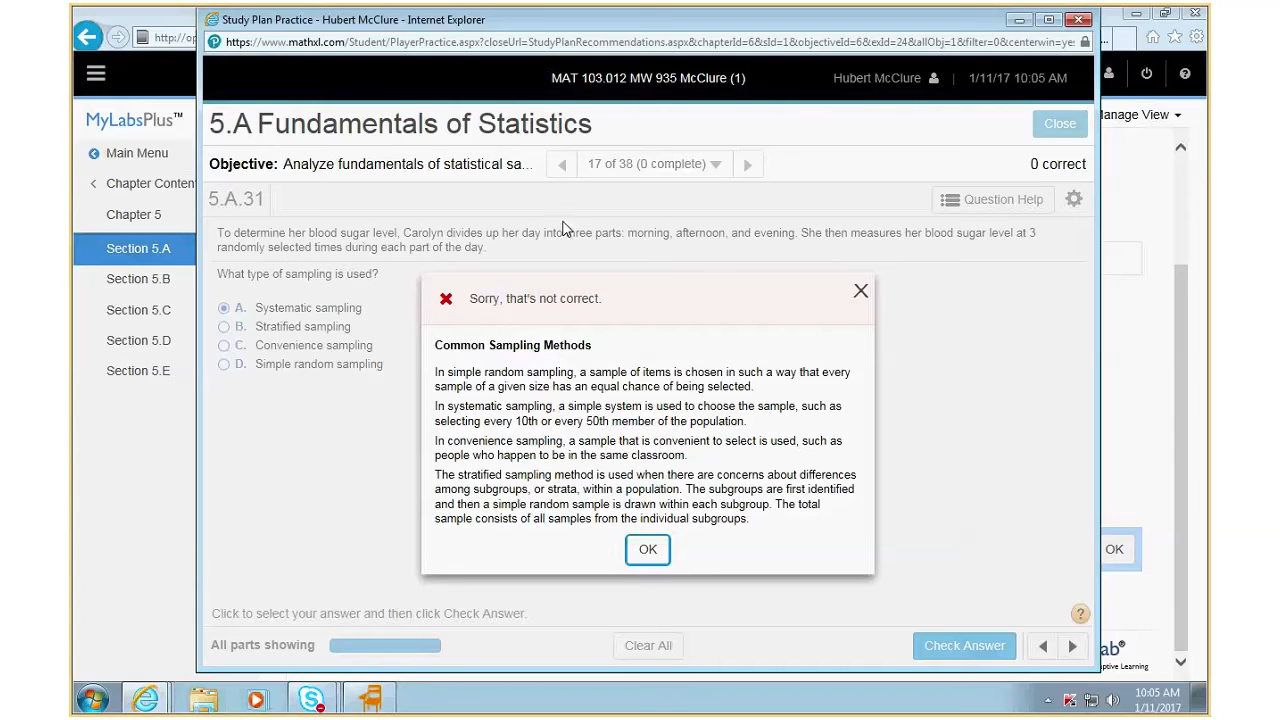 Study Plan Practice - Hubert McClure - Internet Explorer
http://op
https://www.mathxl.com/Student/PlayerPractice.aspx?closeUrl=StudyPlanRecommendations.aspx&chapterId=6&sId=1&objectiveId=6&exId=24&allObj=1&filter=0&centerwin=yes
MAT 103.012 MW 935 McClure (1)
Hubert McClure
1/11/17 10:05 AM
MyLabsPlus™
anage View
Main Menu
Chapter Conten
Chapter 5
Section 5.A
Section 5.B
Section 5.C
Section 5.D
Section 5.E
5.A Fundamentals of Statistics
Close
Objective: Analyze fundamentals of statistical sa...
17 of 38 (0 complete)
0 correct
5.A.31
Question Help
To determine her blood sugar level, Carolyn divides up her day into three parts: morning, afternoon, and evening. She then measures her blood sugar level at 3
randomly selected times during each part of the day.
What type of sampling is used?
A. Systematic sampling
B. Stratified sampling
C. Convenience sampling
D. Simple random sampling
Sorry, that's not correct.
Common Sampling Methods
In simple random sampling, a sample of items is chosen in such a way that every
sample of a given size has an equal chance of being selected.
In systematic sampling, a simple system is used to choose the sample, such as
selecting every 10th or every 50th member of the population.
In convenience sampling, a sample that is convenient to select is used, such as
people who happen to be in the same classroom.
The stratified sampling method is used when there are concerns about differences
among subgroups, or strata, within a population. The subgroups are first identified
and then a simple random sample is drawn within each subgroup. The total
sample consists of all samples from the individual subgroups.
OK
OK
Click to select your answer and then click Check Answer.
?
All parts showing
Clear All
Check Answer
ab®
aptive Learning
10:05 AM
1/11/2017